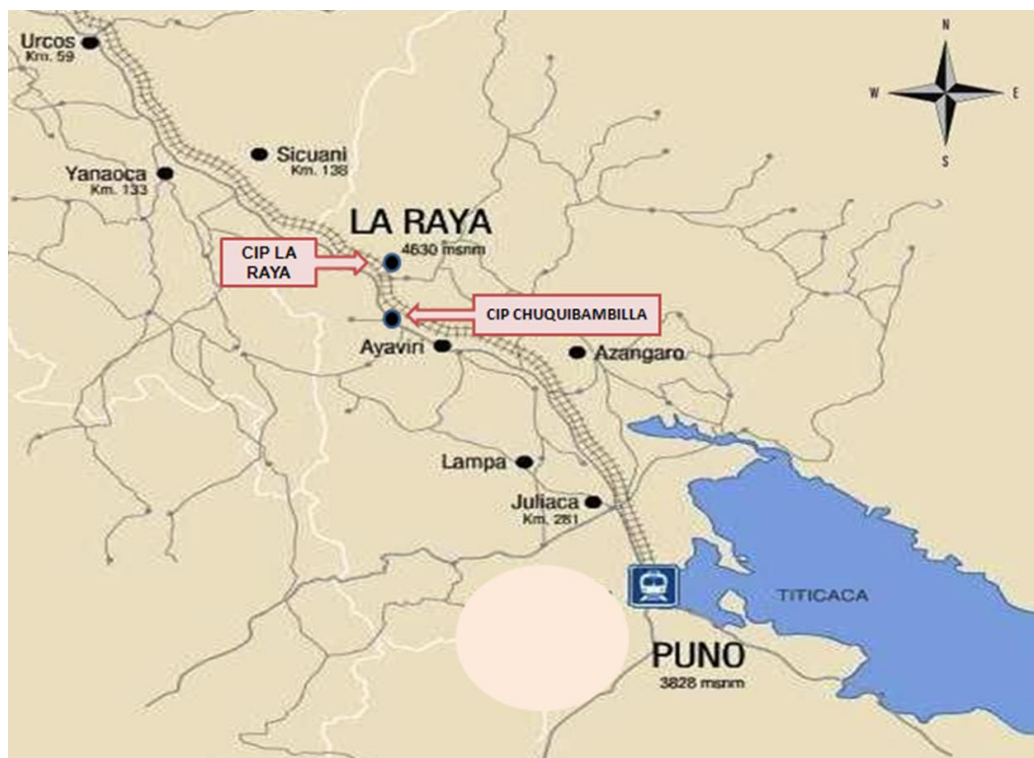 N
Urcos
Km. 59
W
E
S
Sicuani
Km. 138
Yanaoca
Km. 133
LA RAYA
4630 msnm
CIP LA
RAYA
CIP CHUQUIBAMBILLA
Ayaviri
Azangaro
Lampa
Juliaca
Km. 281
TITICACA
PUNO
3828 msnm